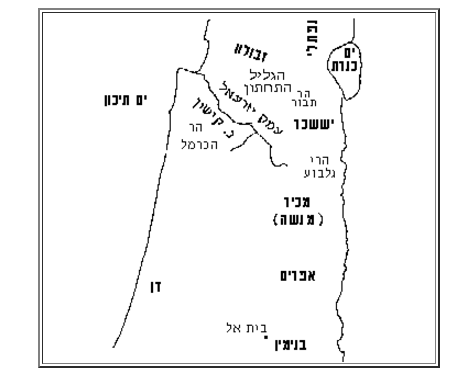 נפתלי
זבולון
ים
כנרת
הגליל
התחתון
הר
תבור
ים תיכון
עמק יזרעאל
נ. קישון
יששכר
הר
הכרמל
הרי
גלבוע
מכיר
(מנשה)
אפרים
דן
בית אל
בנימין